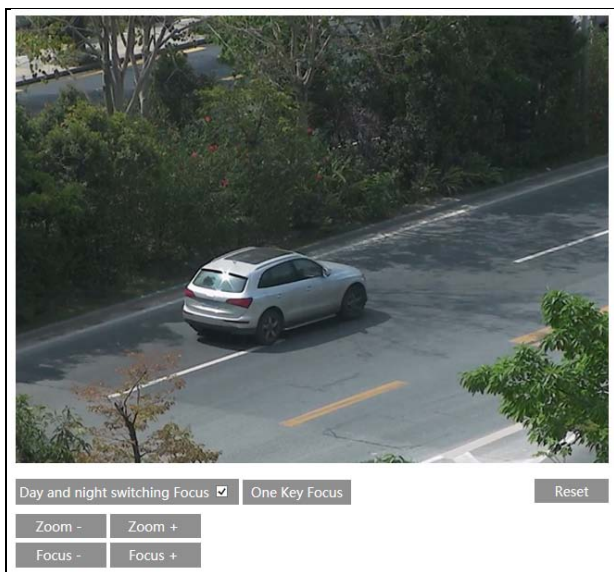 Day and night switching Focus One Key Focus Reset
Zoom - Zoom +
Focus - Focus +